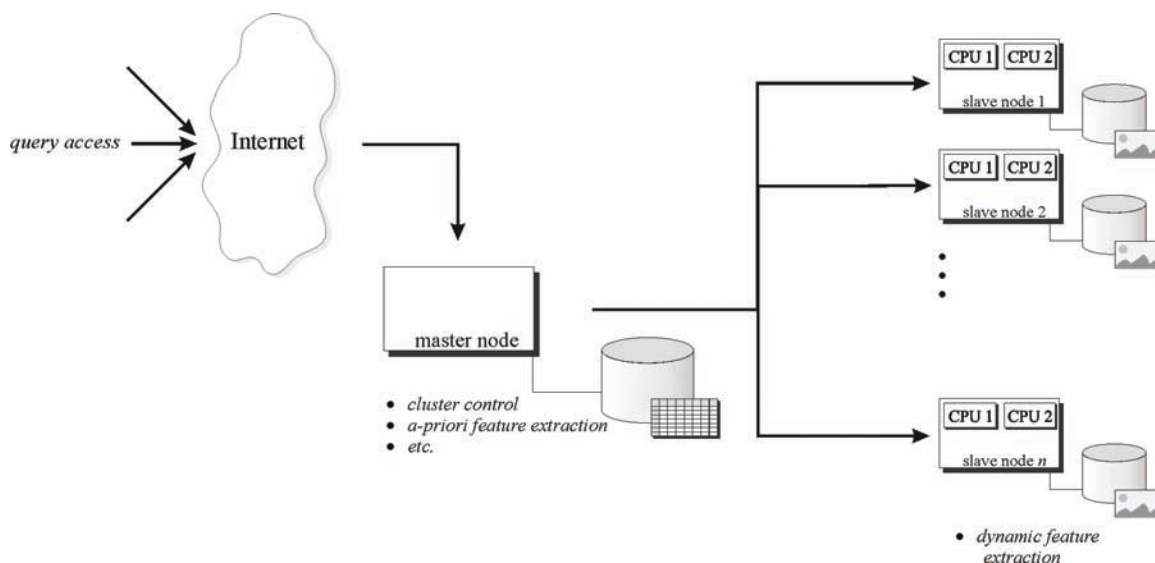 query access
Internet
master node
• cluster control
• a-priori feature extraction
• etc.
CPU 1 CPU 2
slave node 1
CPU 1 CPU 2
slave node 2
CPU 1 CPU 2
slave node n
• dynamic feature
extraction